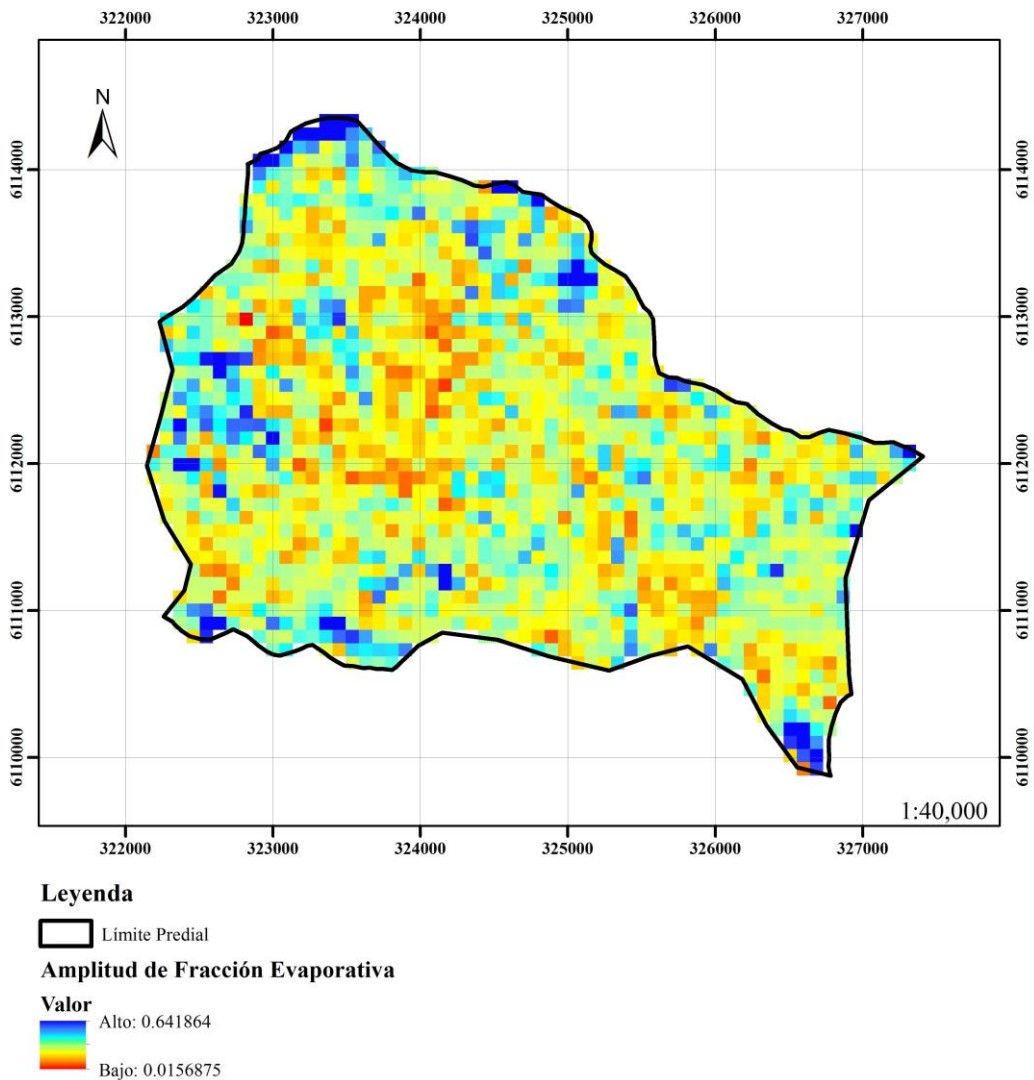 322000 323000 324000 325000 326000 327000
N
6114000 6114000
6113000 6113000
6112000 6112000
6111000 6111000
6110000 6110000
1:40,000
322000 323000 324000 325000 326000 327000
Leyenda
Límite Predial
Amplitud de Fracción Evaporativa
Valor
Alto: 0.641864
Bajo: 0.0156875